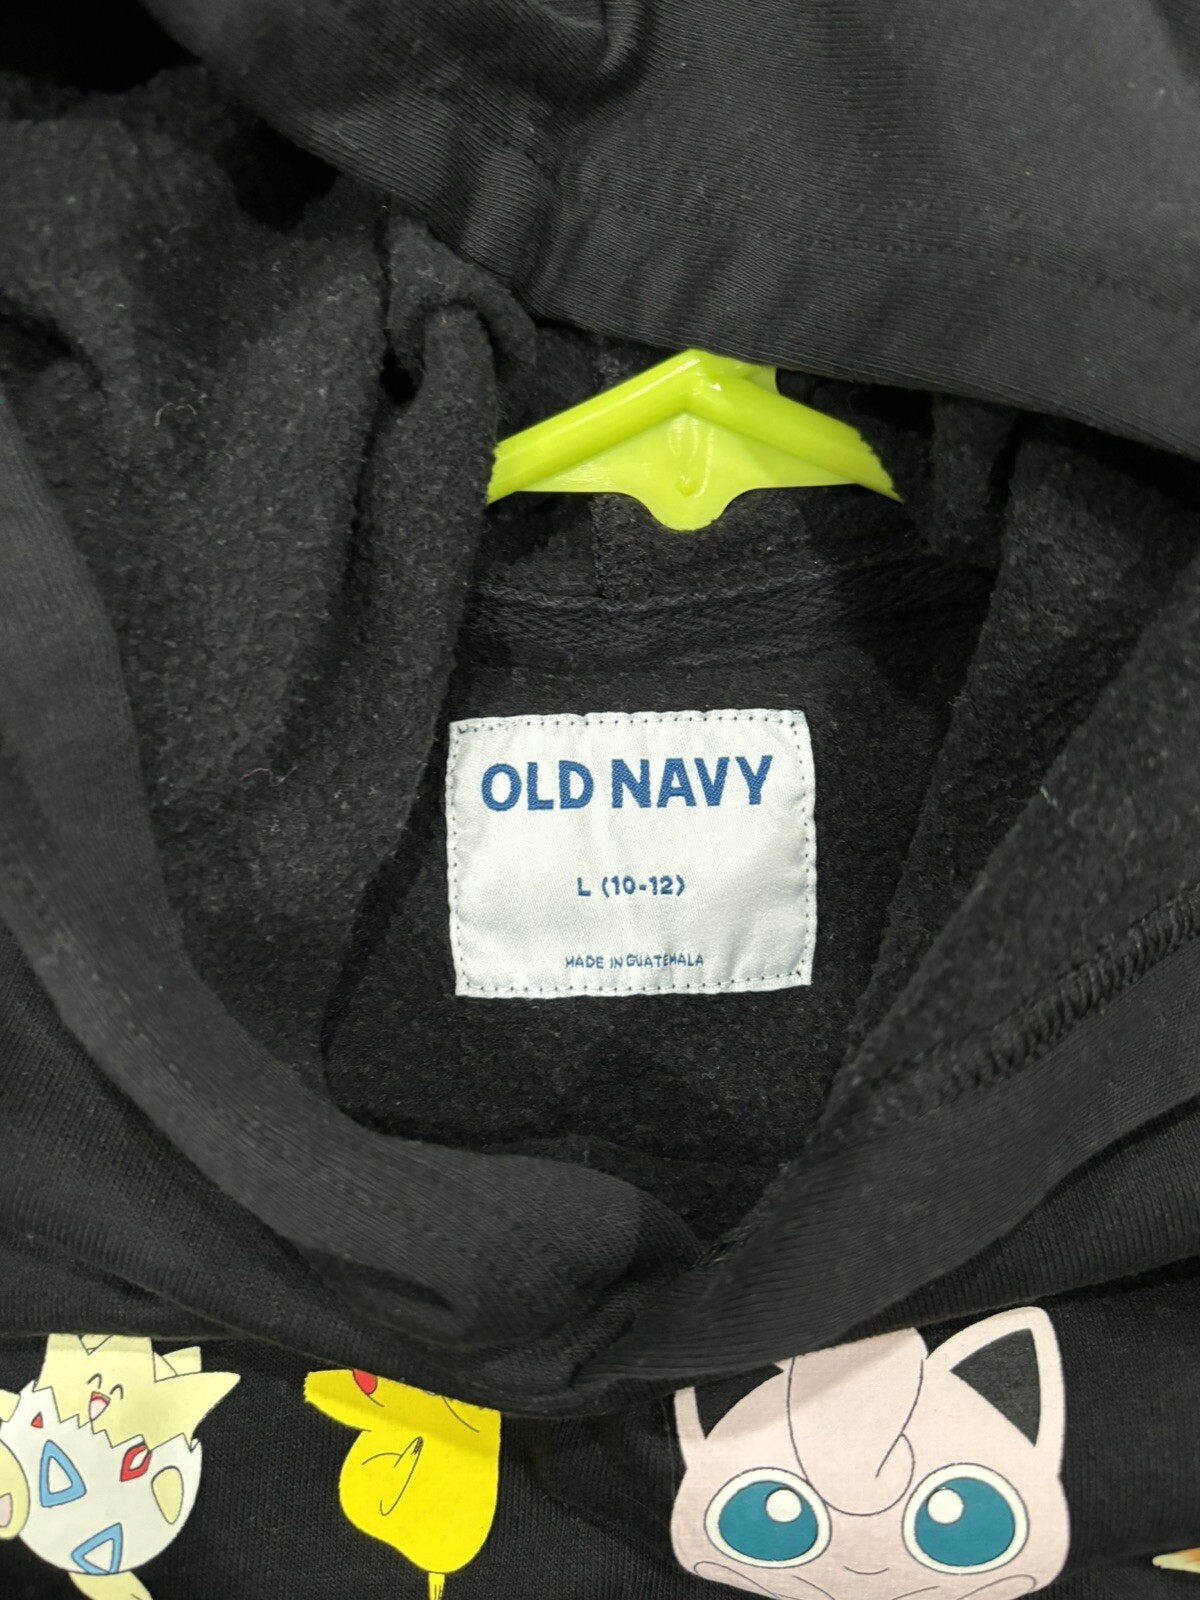 OLD NAVY
L (10-12)
MADE IN GUATEMALA